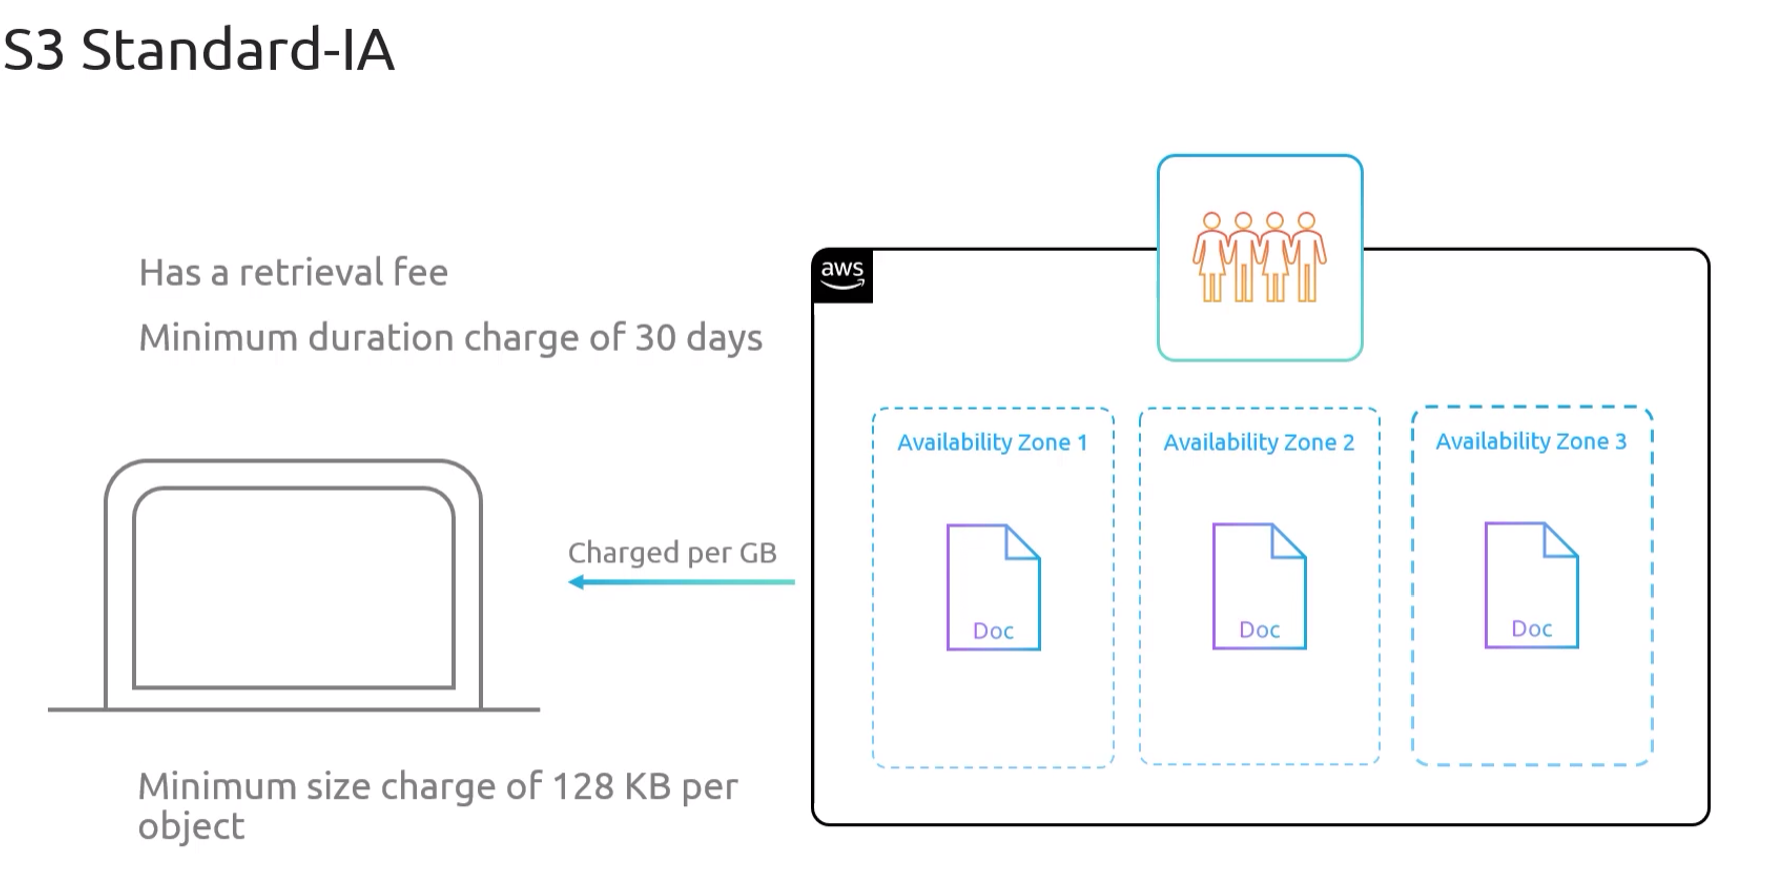 S3 Standard-IA
Has a retrieval fee
Minimum duration charge of 30 days
Charged per GB
Minimum size charge of 128 KB per
object
aws
Availability Zone 1
Doc
Availability Zone 2
Doc
Availability Zone 3
Doc